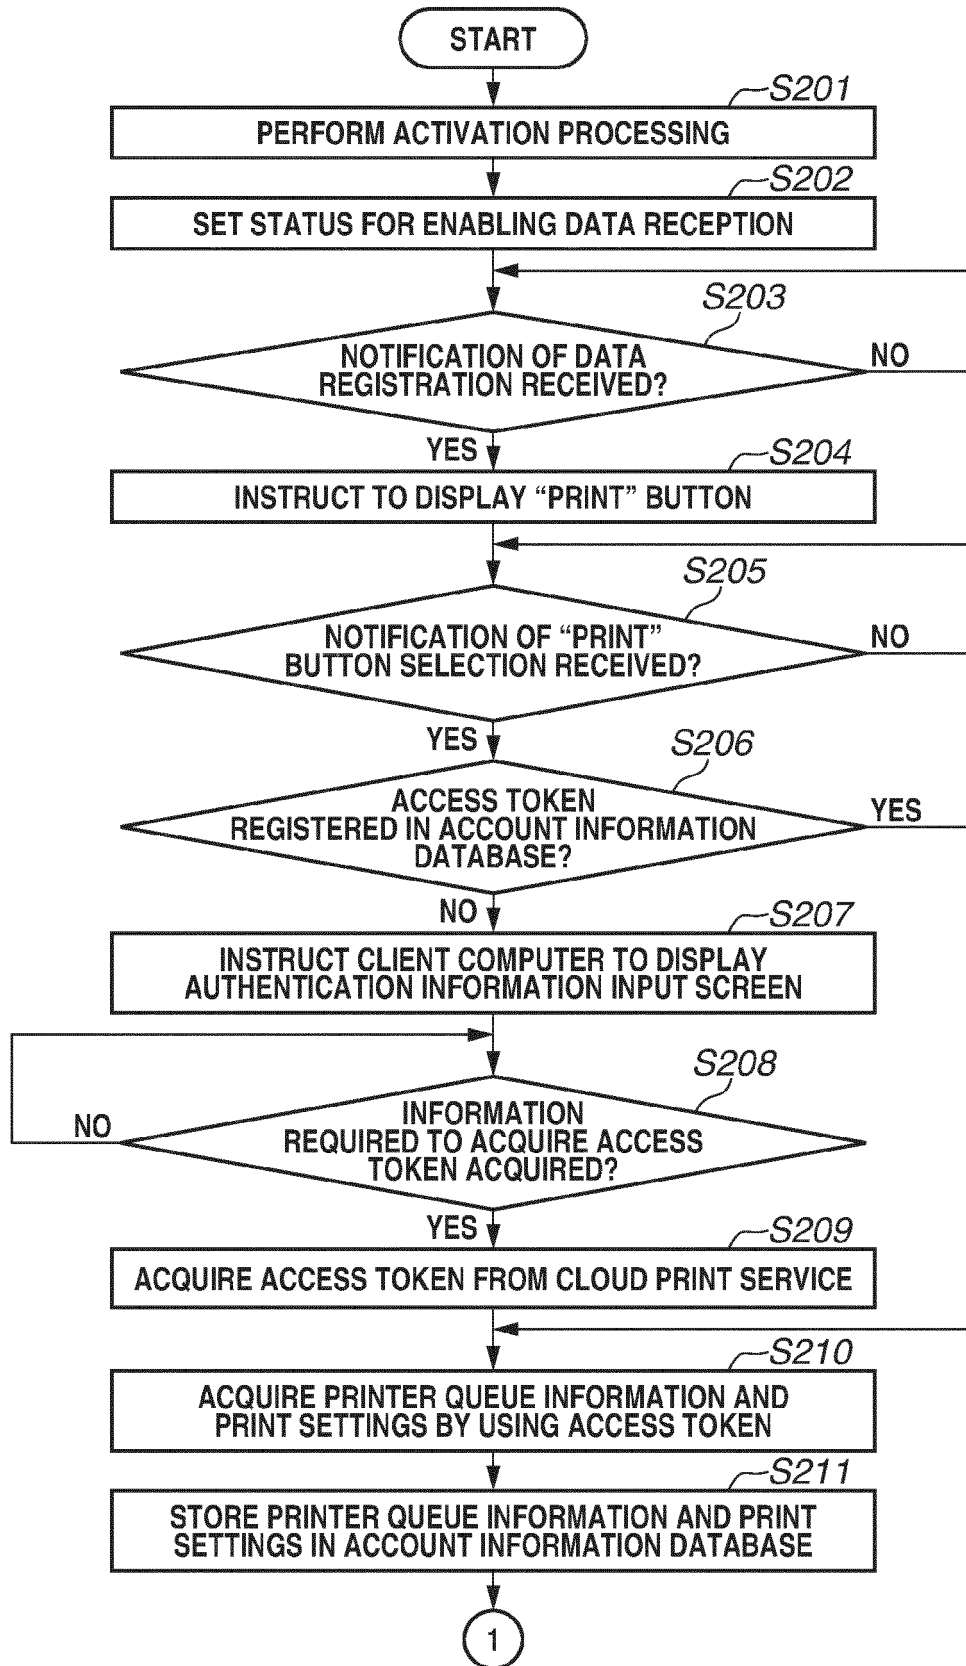 START
S201
PERFORM ACTIVATION PROCESSING
S202
SET STATUS FOR ENABLING DATA RECEPTION
S203
NOTIFICATION OF DATA
REGISTRATION RECEIVED?
NO
YES
S204
INSTRUCT TO DISPLAY “PRINT” BUTTON
S205
NOTIFICATION OF “PRINT”
BUTTON SELECTION RECEIVED?
NO
YES
S206
ACCESS TOKEN
REGISTERED IN ACCOUNT INFORMATION
DATABASE?
YES
NO
S207
INSTRUCT CLIENT COMPUTER TO DISPLAY
AUTHENTICATION INFORMATION INPUT SCREEN
S208
INFORMATION
REQUIRED TO ACQUIRE ACCESS
TOKEN ACQUIRED?
NO
YES
S209
ACQUIRE ACCESS TOKEN FROM CLOUD PRINT SERVICE
S210
ACQUIRE PRINTER QUEUE INFORMATION AND
PRINT SETTINGS BY USING ACCESS TOKEN
S211
STORE PRINTER QUEUE INFORMATION AND PRINT
SETTINGS IN ACCOUNT INFORMATION DATABASE
1